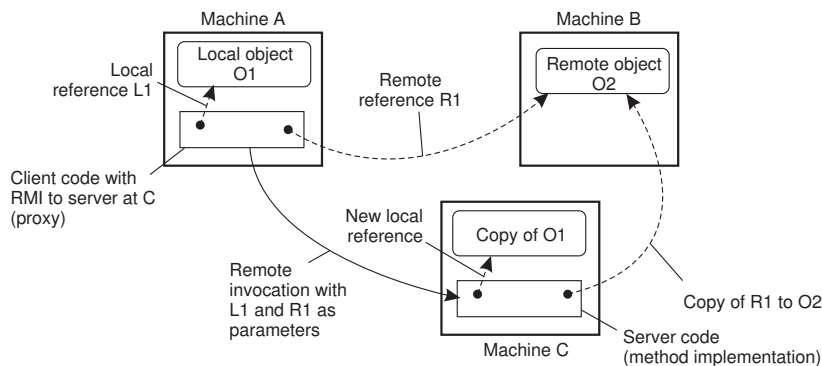 Machine A
Machine B
Local object
O1
Remote object
O2
Local
reference L1
Remote
reference R1
Client code with
RMI to server at C
(proxy)
New local
reference
Copy of O1
Remote
invocation with
L1 and R1 as
parameters
Copy of R1 to O2
Server code
(method implementation)
Machine C